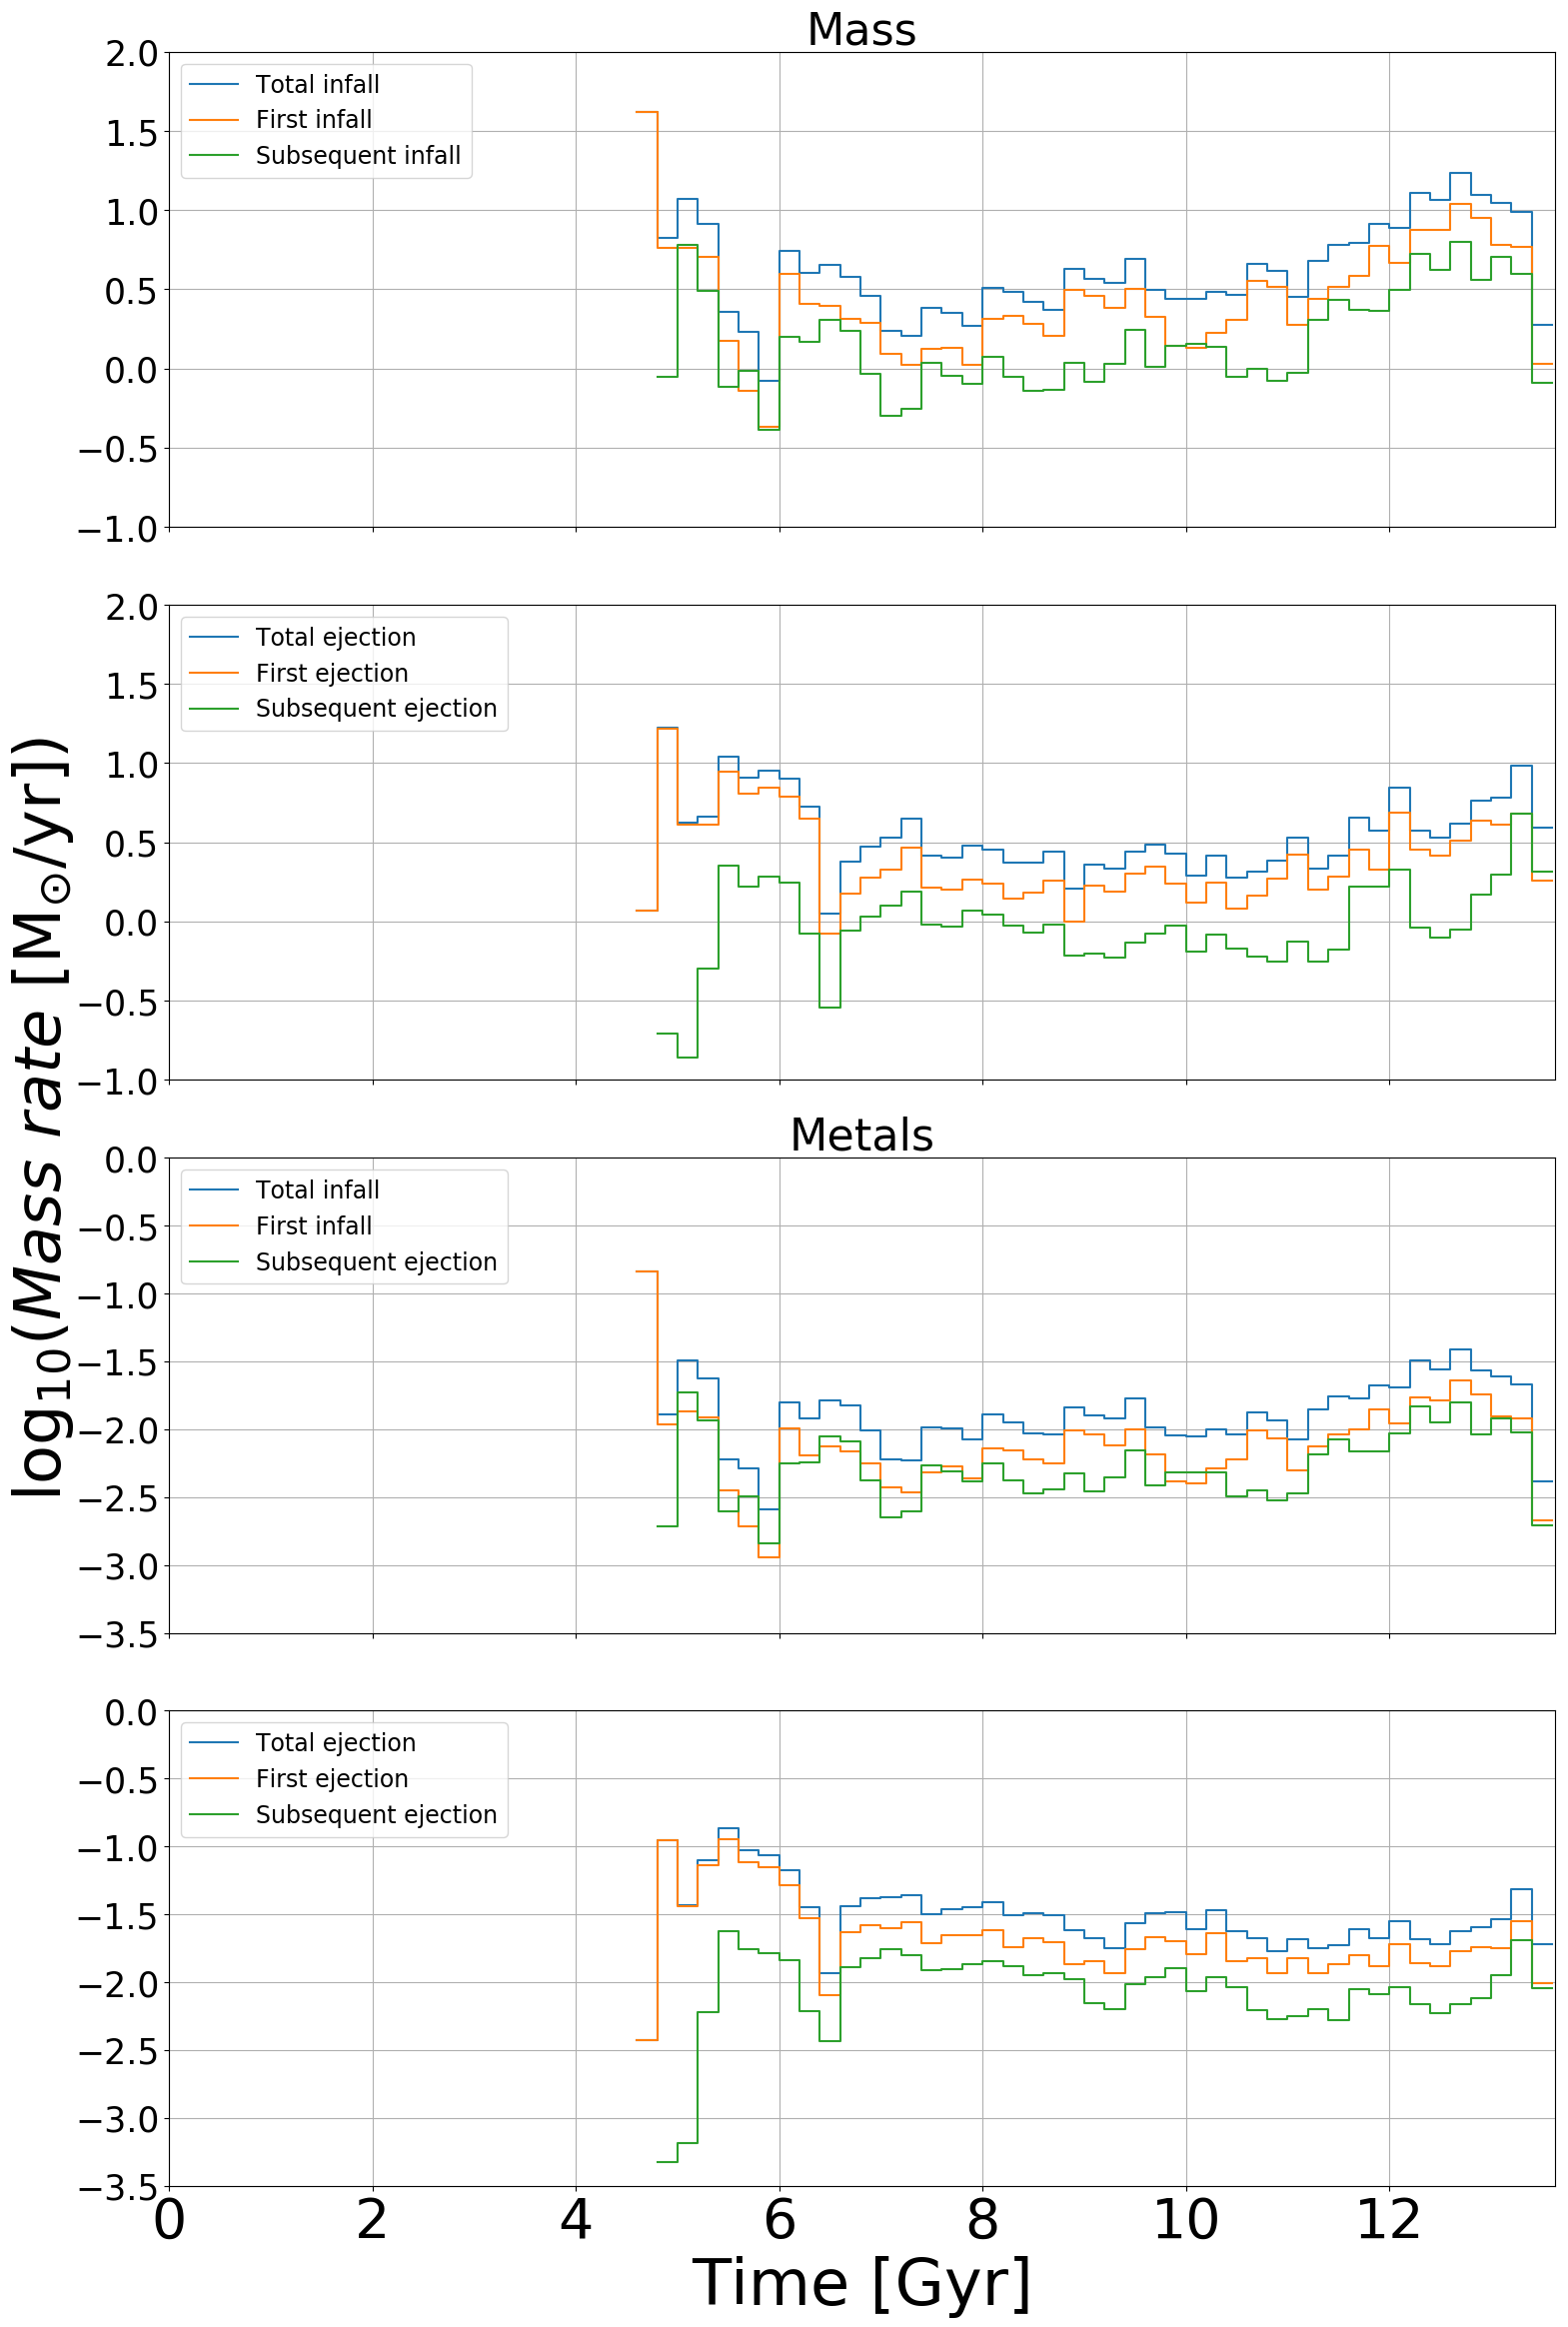 Mass
2.0
1.5
1.0
0.5
0.0
−0.5
−1.0
Total infall
First infall
Subsequent infall
2.0
1.5
1.0
0.5
0.0
−0.5
−1.0
Total ejection
First ejection
Subsequent ejection
log10(Mass rate [M⊙/yr])
Metals
0.0
−0.5
−1.0
−1.5
−2.0
−2.5
−3.0
−3.5
Total infall
First infall
Subsequent ejection
0.0
−0.5
−1.0
−1.5
−2.0
−2.5
−3.0
−3.5
Total ejection
First ejection
Subsequent ejection
0 2 4 6 8 10 12
Time [Gyr]